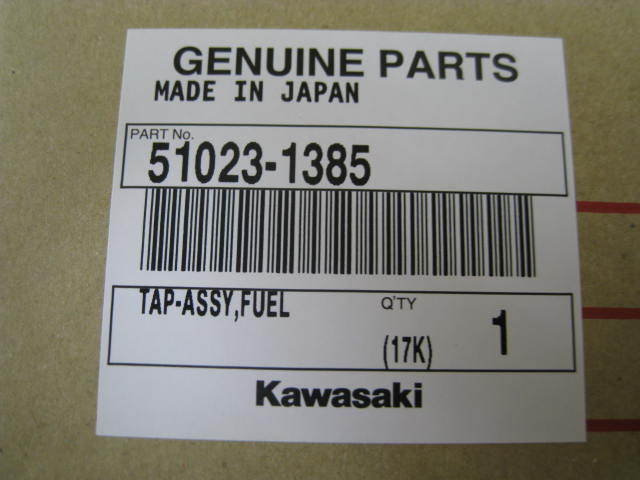 GENUINE PARTS
MADE IN JAPAN
PART No.
51023-1385
TAP-ASSY,FUEL Q'TY
(17K) 1
Kawasaki